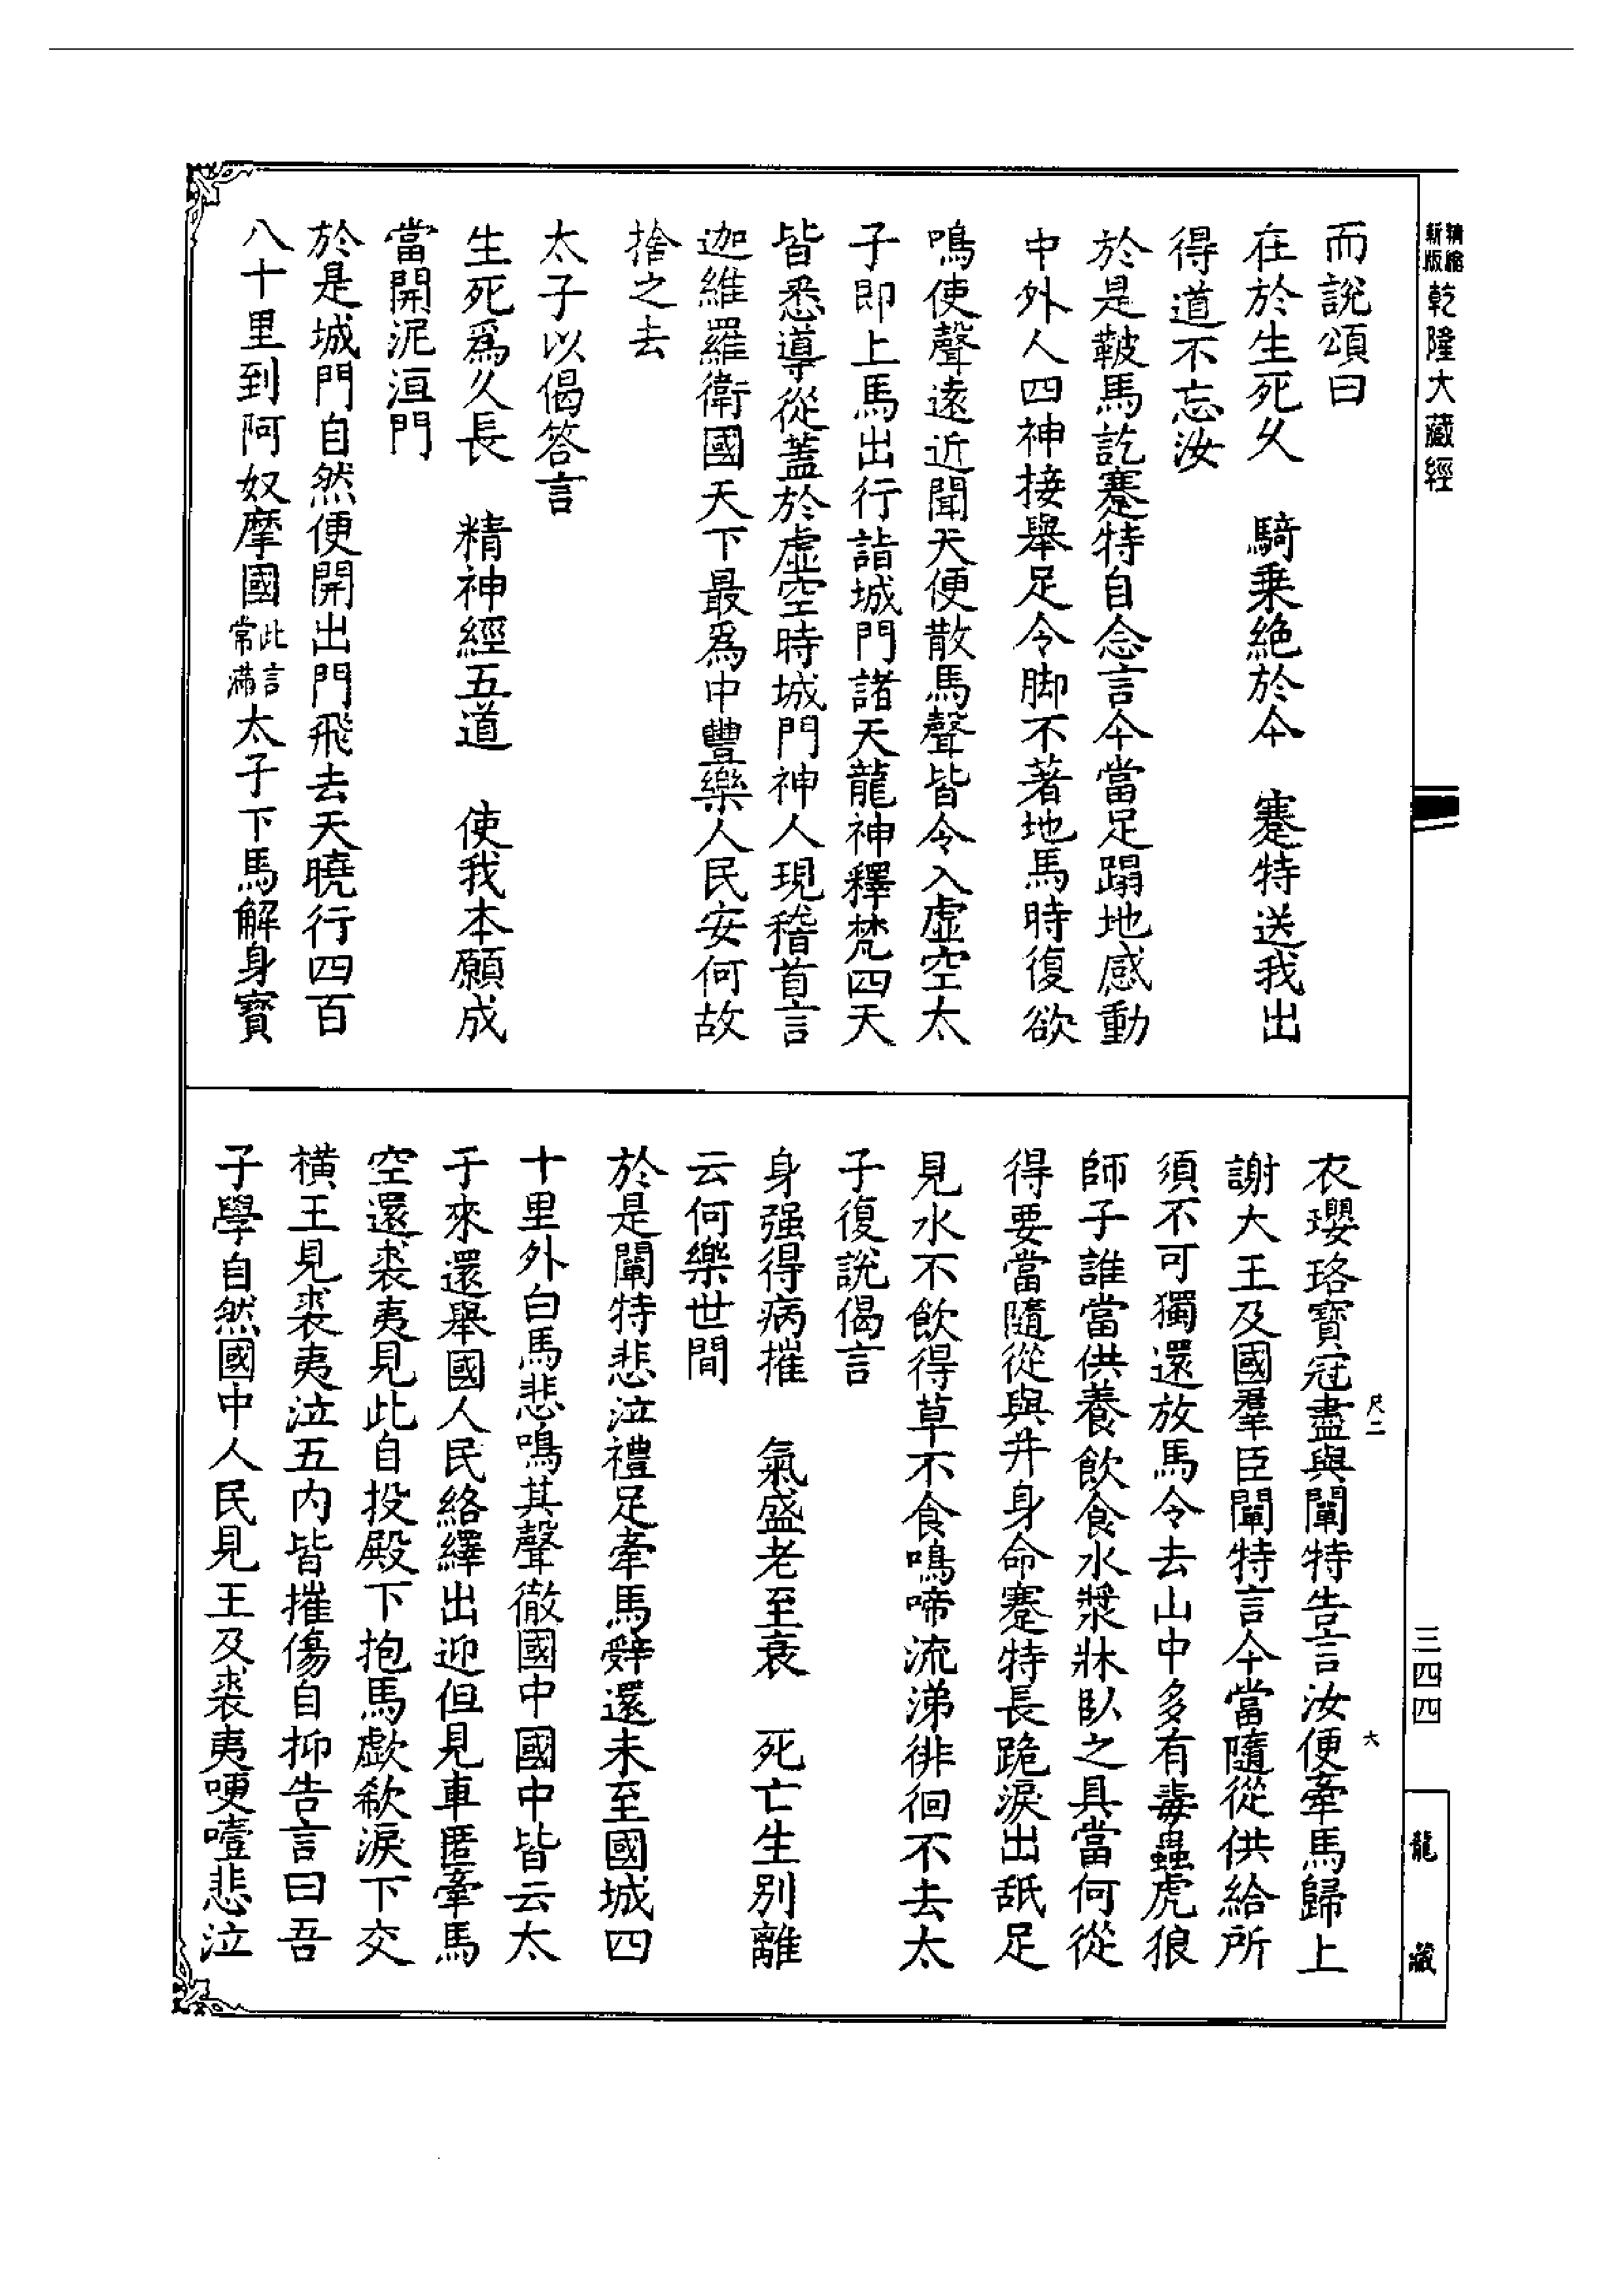 精縮新版乾隆大藏經
而說頌曰
在於生死久　騎乗絶於今　蹇特送我出
得道不忘汝
於是鞁馬訖蹇特自念言今當足蹋地感動
中外人四神接舉足令脚不著地馬時復欲
鳴使聲遠近聞天便散馬聲皆令入虛空太
子即上馬出行詣城門諸天龍神釋梵四天
皆悉導從蓋於虛空時城門神人現稽首言
迦維羅衛國天下最爲中豐樂人民安何故
捨之去
太子以偈答言
生死爲久長　精神經五道　使我本願成
當開泥洹門
於是城門自然便開出門飛去天曉行四百
八十里到阿奴摩國此言常滿太子下馬解身寶
衣瓔珞寶冠盡與闡特告言汝便牽馬歸上
謝大王及國羣臣闡特言今當隨從供給所
須不可獨還放馬令去山中多有毒蟲虎狼
師子誰當供養飲食水漿牀臥之具當何從
得要當隨從與并身命蹇特長跪淚出舐足
見水不飲得草不食鳴啼流涕徘徊不去太
子復說偈言
身强得病摧　氣盛老至衰　死亡生別離
云何樂世間
於是闡特悲泣禮足牽馬辭還未至國城四
十里外白馬悲鳴其聲徹國中國中皆云太
子來還舉國人民絡繹出迎但見車匿牽馬
空還裘夷見此自投殿下抱馬歔欷淚下交
橫王見裘夷泣五内皆摧傷自抑告言曰吾
子學自然國中人民見王及裘夷哽噎悲泣
尺二
六
三四四
龍藏